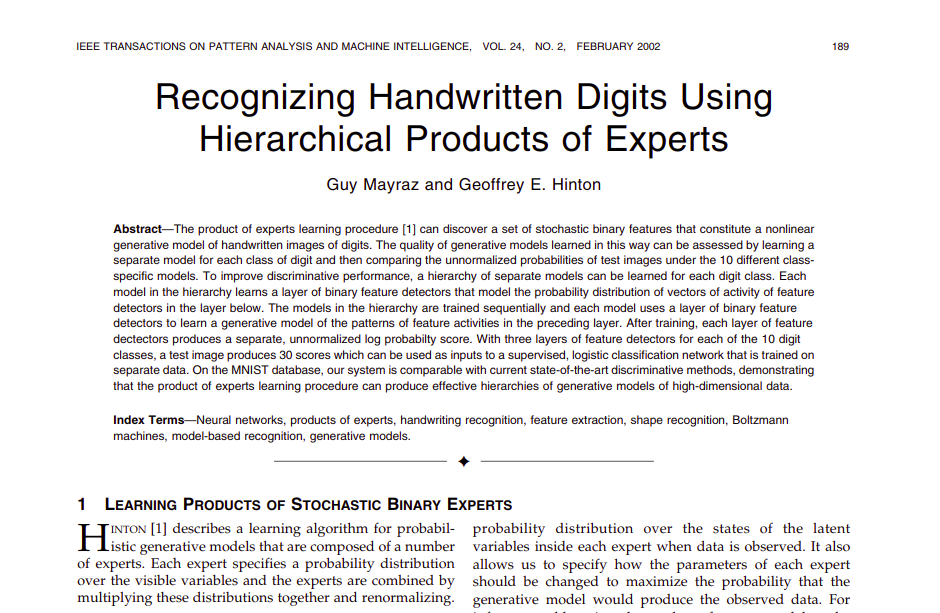 IEEE TRANSACTIONS ON PATTERN ANALYSIS AND MACHINE INTELLIGENCE, VOL. 24, NO. 2, FEBRUARY 2002 189
Recognizing Handwritten Digits Using
Hierarchical Products of Experts
Guy Mayraz and Geoffrey E. Hinton
Abstract—The product of experts learning procedure [1] can discover a set of stochastic binary features that constitute a nonlinear
generative model of handwritten images of digits. The quality of generative models learned in this way can be assessed by learning a
separate model for each class of digit and then comparing the unnormalized probabilities of test images under the 10 different class-
specific models. To improve discriminative performance, a hierarchy of separate models can be learned for each digit class. Each
model in the hierarchy learns a layer of binary feature detectors that model the probability distribution of vectors of activity of feature
detectors in the layer below. The models in the hierarchy are trained sequentially and each model uses a layer of binary feature
detectors to learn a generative model of the patterns of feature activities in the preceding layer. After training, each layer of feature
dectectors produces a separate, unnormalized log probabilty score. With three layers of feature detectors for each of the 10 digit
classes, a test image produces 30 scores which can be used as inputs to a supervised, logistic classification network that is trained on
separate data. On the MNIST database, our system is comparable with current state-of-the-art discriminative methods, demonstrating
that the product of experts learning procedure can produce effective hierarchies of generative models of high-dimensional data.
Index Terms—Neural networks, products of experts, handwriting recognition, feature extraction, shape recognition, Boltzmann
machines, model-based recognition, generative models.
1 LEARNING PRODUCTS OF STOCHASTIC BINARY EXPERTS
HINTON [1] describes a learning algorithm for probabil-
istic generative models that are composed of a number
of experts. Each expert specifies a probability distribution
over the visible variables and the experts are combined by
multiplying these distributions together and renormalizing.
probability distribution over the states of the latent
variables inside each expert when data is observed. It also
allows us to specify how the parameters of each expert
should be changed to maximize the probability that the
generative model would produce the observed data. For